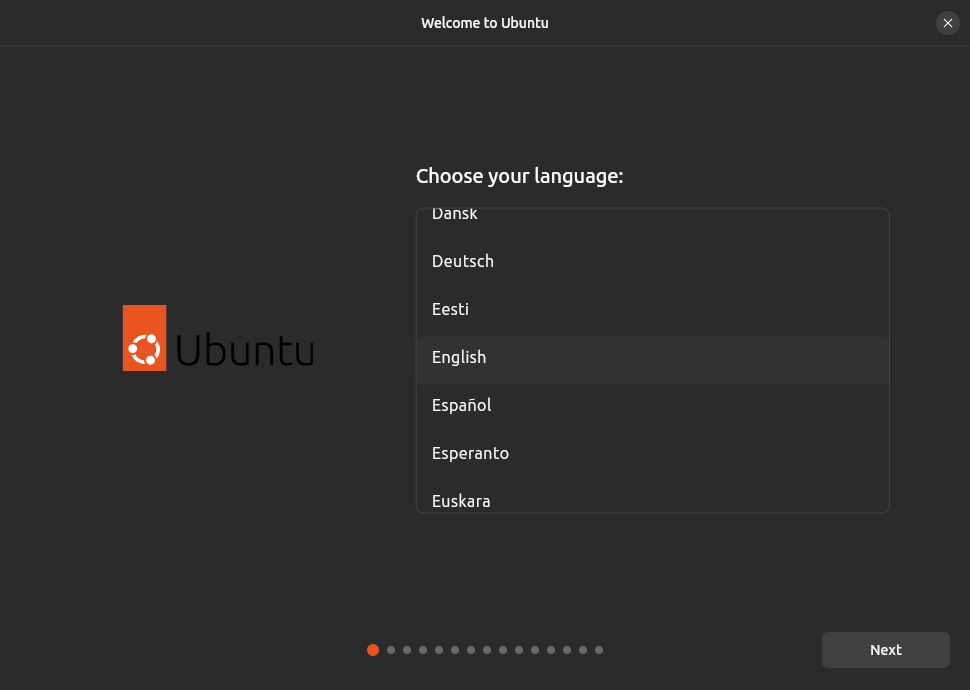 Welcome to Ubuntu
Choose your language:
Dansk
Deutsch
Eesti
Ubuntu
English
Español
Esperanto
Euskara
Next